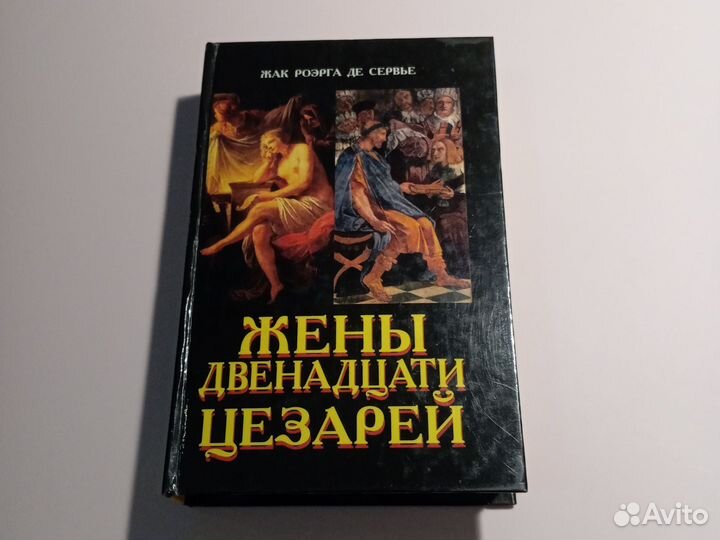 ЖАК РОЭРГА ДЕ СЕРВЬЕ
ЖЕНЫ
ДВЕНАДЦАТИ
ЦЕЗАРЕЙ
Avito